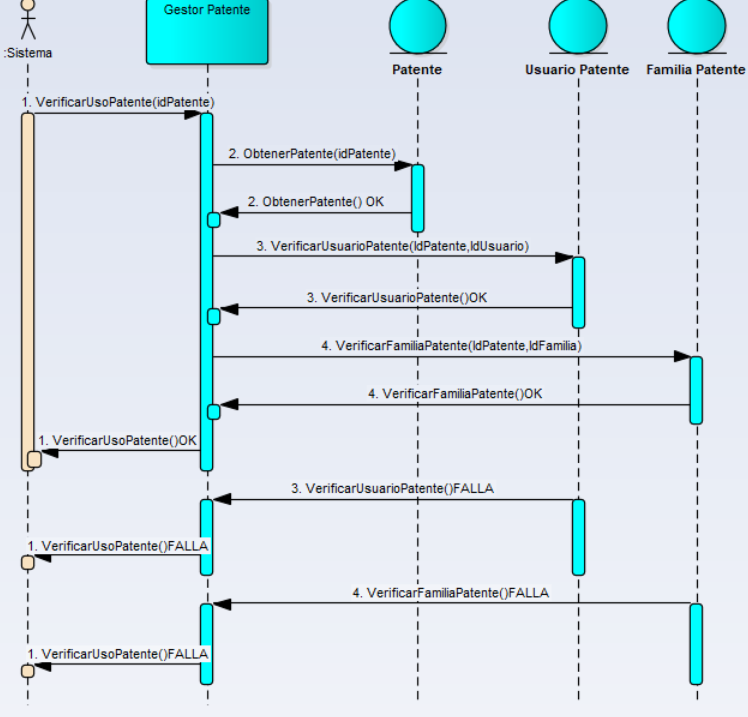 Gestor Patente
:Sistema
Patente
Usuario Patente
Familia Patente
1. VerificarUsoPatente(idPatente)
2. ObtenerPatente(idPatente)
2. ObtenerPatente() OK
3. VerificarUsuarioPatente(IdPatente,IdUsuario)
3. VerificarUsuarioPatente()OK
4. VerificarFamiliaPatente(IdPatente,IdFamilia)
4. VerificarFamiliaPatente()OK
1. VerificarUsoPatente()OK
3. VerificarUsuarioPatente()FALLA
1. VerificarUsoPatente()FALLA
4. VerificarFamiliaPatente()FALLA
1. VerificarUsoPatente()FALLA